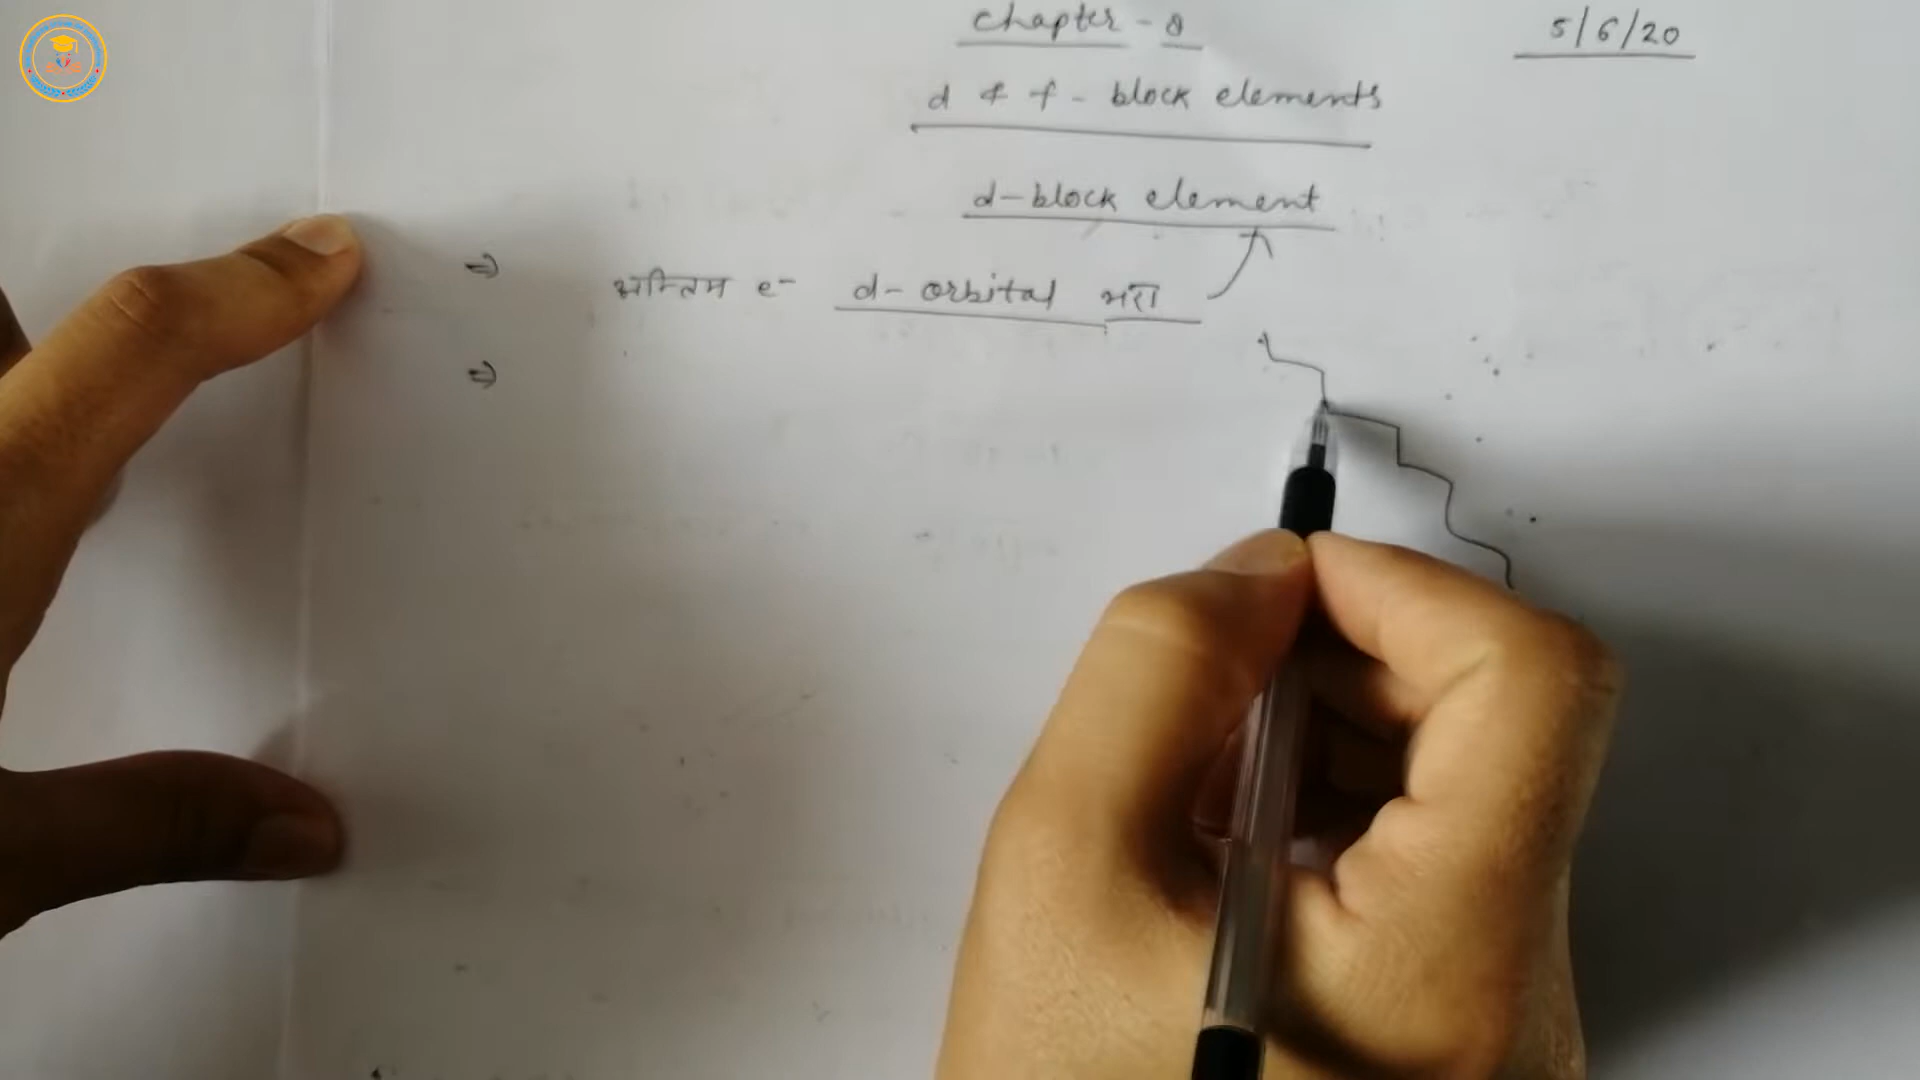 Chapter - 8
5/6/20
d & f - block elements
d-block element
⇒ अन्तिम e⁻ d-orbital भरा
⇒